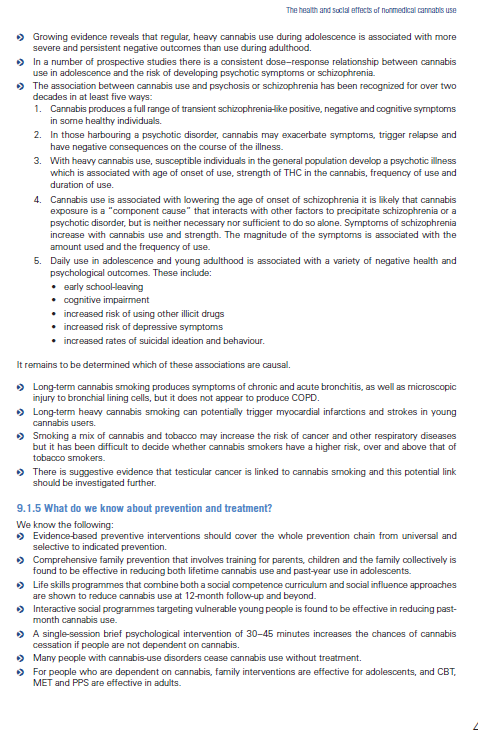 The health and social effects of nonmedical cannabis use
Growing evidence reveals that regular, heavy cannabis use during adolescence is associated with more
severe and persistent negative outcomes than use during adulthood.
In a number of prospective studies there is a consistent dose–response relationship between cannabis
use in adolescence and the risk of developing psychotic symptoms or schizophrenia.
The association between cannabis use and psychosis or schizophrenia has been recognized for over two
decades in at least five ways:
1. Cannabis produces a full range of transient schizophrenia-like positive, negative and cognitive symptoms
in some healthy individuals.
2. In those harbouring a psychotic disorder, cannabis may exacerbate symptoms, trigger relapse and
have negative consequences on the course of the illness.
3. With heavy cannabis use, susceptible individuals in the general population develop a psychotic illness
which is associated with age of onset of use, strength of THC in the cannabis, frequency of use and
duration of use.
4. Cannabis use is associated with lowering the age of onset of schizophrenia it is likely that cannabis
exposure is a "component cause" that interacts with other factors to precipitate schizophrenia or a
psychotic disorder, but is neither necessary nor sufficient to do so alone. Symptoms of schizophrenia
increase with cannabis use and strength. The magnitude of the symptoms is associated with the
amount used and the frequency of use.
5. Daily use in adolescence and young adulthood is associated with a variety of negative health and
psychological outcomes. These include:
• early school-leaving
• cognitive impairment
• increased risk of using other illicit drugs
• increased risk of depressive symptoms
• increased rates of suicidal ideation and behaviour.
It remains to be determined which of these associations are causal.
Long-term cannabis smoking produces symptoms of chronic and acute bronchitis, as well as microscopic
injury to bronchial lining cells, but it does not appear to produce COPD.
Long-term heavy cannabis smoking can potentially trigger myocardial infarctions and strokes in young
cannabis users.
Smoking a mix of cannabis and tobacco may increase the risk of cancer and other respiratory diseases
but it has been difficult to decide whether cannabis smokers have a higher risk, over and above that of
tobacco smokers.
There is suggestive evidence that testicular cancer is linked to cannabis smoking and this potential link
should be investigated further.
9.1.5 What do we know about prevention and treatment?
We know the following:
Evidence-based preventive interventions should cover the whole prevention chain from universal and
selective to indicated prevention.
Comprehensive family prevention that involves training for parents, children and the family collectively is
found to be effective in reducing both lifetime cannabis use and past-year use in adolescents.
Life skills programmes that combine both a social competence curriculum and social influence approaches
are shown to reduce cannabis use at 12-month follow-up and beyond.
Interactive social programmes targeting vulnerable young people is found to be effective in reducing past-
month cannabis use.
A single-session brief psychological intervention of 30–45 minutes increases the chances of cannabis
cessation if people are not dependent on cannabis.
Many people with cannabis-use disorders cease cannabis use without treatment.
For people who are dependent on cannabis, family interventions are effective for adolescents, and CBT,
MET and PPS are effective in adults.